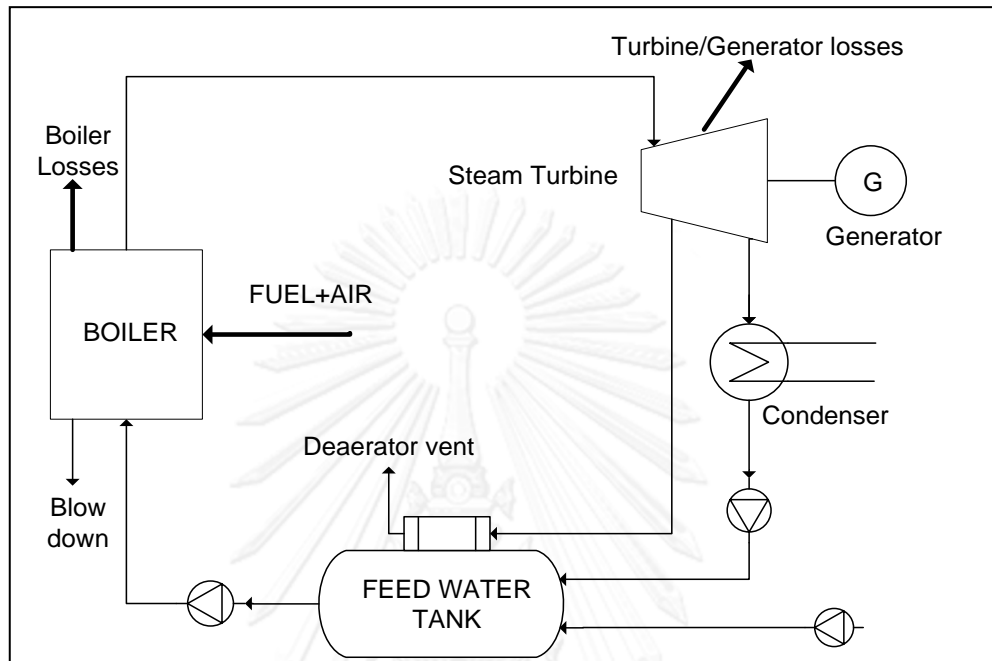 Turbine/Generator losses
Boiler
Losses
Steam Turbine
G
Generator
FUEL+AIR
BOILER
Condenser
Deaerator vent
Blow
down
FEED WATER
TANK